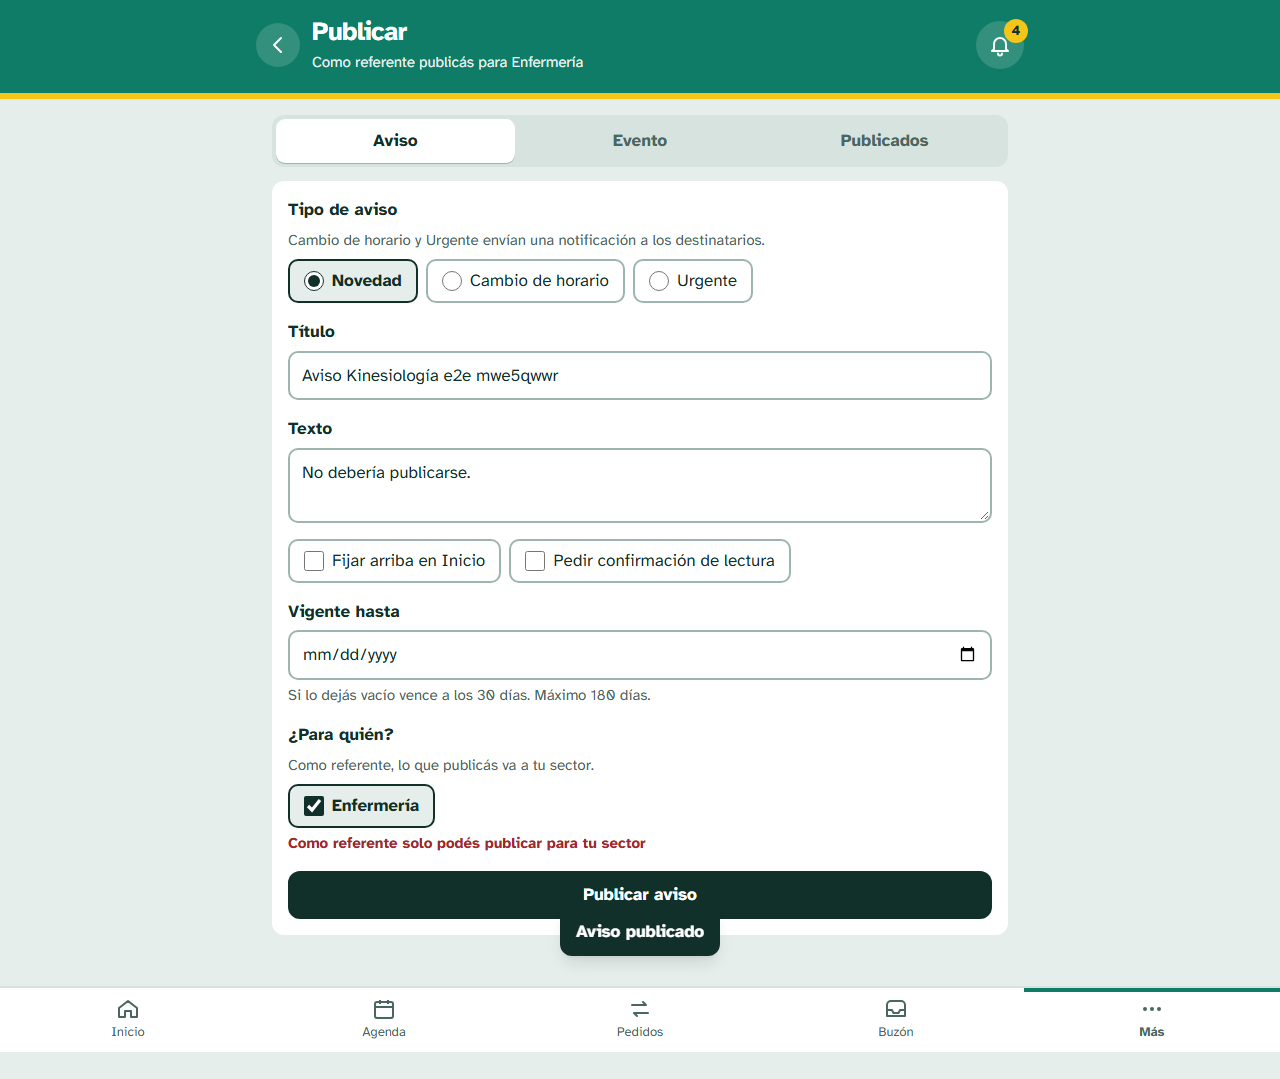 Publicar
Como referente publicás para Enfermería
4
Aviso
Evento
Publicados
Tipo de aviso
Cambio de horario y Urgente envían una notificación a los destinatarios.
Novedad
Cambio de horario
Urgente
Título
Aviso Kinesiología e2e mwe5qwwr
Texto
No debería publicarse.
Fijar arriba en Inicio
Pedir confirmación de lectura
Vigente hasta
mm/dd/yyyy
Si lo dejás vacío vence a los 30 días. Máximo 180 días.
¿Para quién?
Como referente, lo que publicás va a tu sector.
Enfermería
Como referente solo podés publicar para tu sector
Publicar aviso
Aviso publicado
Inicio
Agenda
Pedidos
Buzón
Más